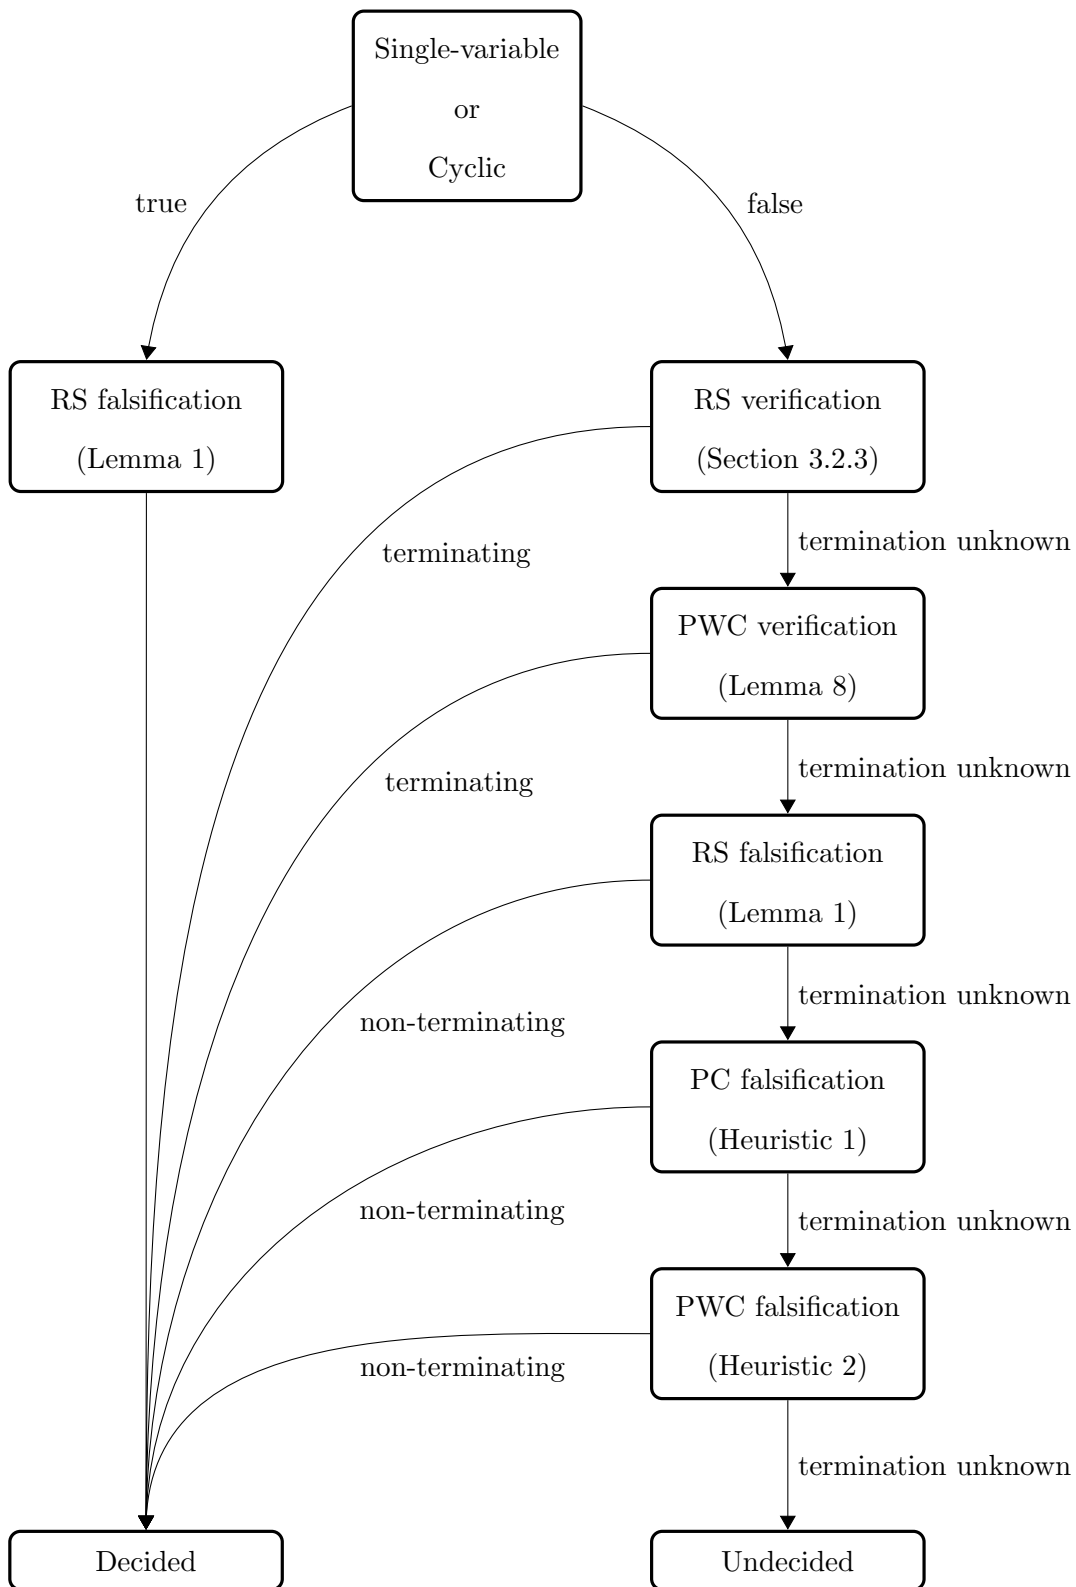 Single-variable
or
Cyclic
true
false
RS falsification
(Lemma 1)
RS verification
(Section 3.2.3)
terminating
termination unknown
PWC verification
(Lemma 8)
terminating
termination unknown
RS falsification
(Lemma 1)
non-terminating
termination unknown
PC falsification
(Heuristic 1)
non-terminating
termination unknown
PWC falsification
(Heuristic 2)
non-terminating
termination unknown
Decided
Undecided